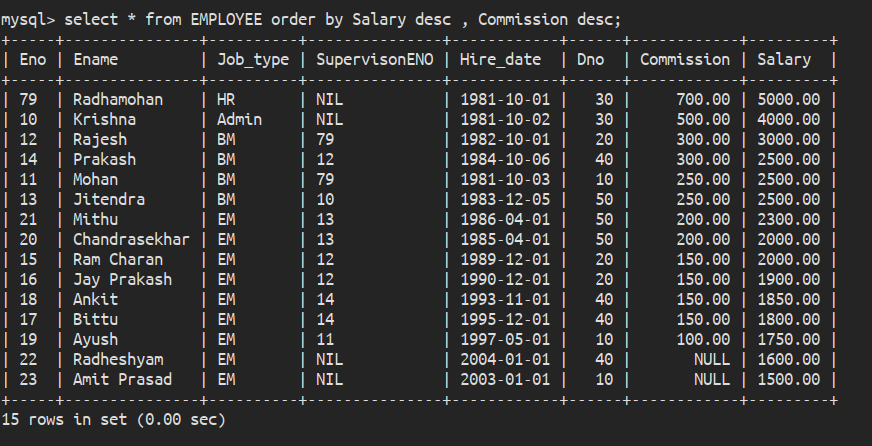 mysql> select * from EMPLOYEE order by Salary desc , Commission desc;
+-----+---------------+----------+---------------+------------+------+------------+---------+
| Eno | Ename         | Job_type | SupervisonENO | Hire_date  | Dno  | Commission | Salary  |
+-----+---------------+----------+---------------+------------+------+------------+---------+
| 79  | Radhamohan    | HR       | NIL           | 1981-10-01 |   30 |     700.00 | 5000.00 |
| 10  | Krishna       | Admin    | NIL           | 1981-10-02 |   30 |     500.00 | 4000.00 |
| 12  | Rajesh        | BM       | 79            | 1982-10-01 |   20 |     300.00 | 3000.00 |
| 14  | Prakash       | BM       | 12            | 1984-10-06 |   40 |     300.00 | 2500.00 |
| 11  | Mohan         | BM       | 79            | 1981-10-03 |   10 |     250.00 | 2500.00 |
| 13  | Jitendra      | BM       | 10            | 1983-12-05 |   50 |     250.00 | 2500.00 |
| 21  | Mithu         | EM       | 13            | 1986-04-01 |   50 |     200.00 | 2300.00 |
| 20  | Chandrasekhar | EM       | 13            | 1985-04-01 |   50 |     200.00 | 2000.00 |
| 15  | Ram Charan    | EM       | 12            | 1989-12-01 |   20 |     150.00 | 2000.00 |
| 16  | Jay Prakash   | EM       | 12            | 1990-12-01 |   20 |     150.00 | 1900.00 |
| 18  | Ankit         | EM       | 14            | 1993-11-01 |   40 |     150.00 | 1850.00 |
| 17  | Bittu         | EM       | 14            | 1995-12-01 |   40 |     150.00 | 1800.00 |
| 19  | Ayush         | EM       | 11            | 1997-05-01 |   10 |     100.00 | 1750.00 |
| 22  | Radheshyam    | EM       | NIL           | 2004-01-01 |   40 |       NULL | 1600.00 |
| 23  | Amit Prasad   | EM       | NIL           | 2003-01-01 |   10 |       NULL | 1500.00 |
+-----+---------------+----------+---------------+------------+------+------------+---------+
15 rows in set (0.00 sec)